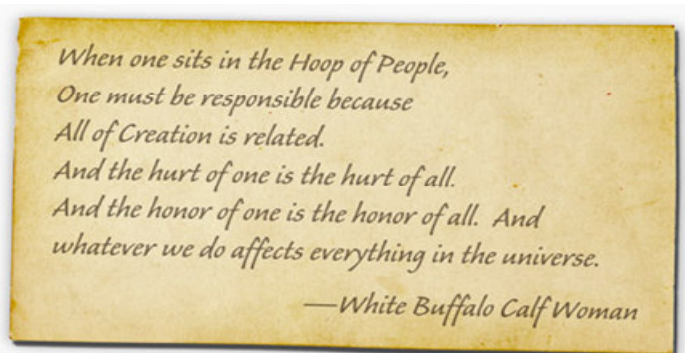 When one sits in the Hoop of People,
One must be responsible because
All of Creation is related.
And the hurt of one is the hurt of all.
And the honor of one is the honor of all. And
whatever we do affects everything in the universe.
—White Buffalo Calf Woman